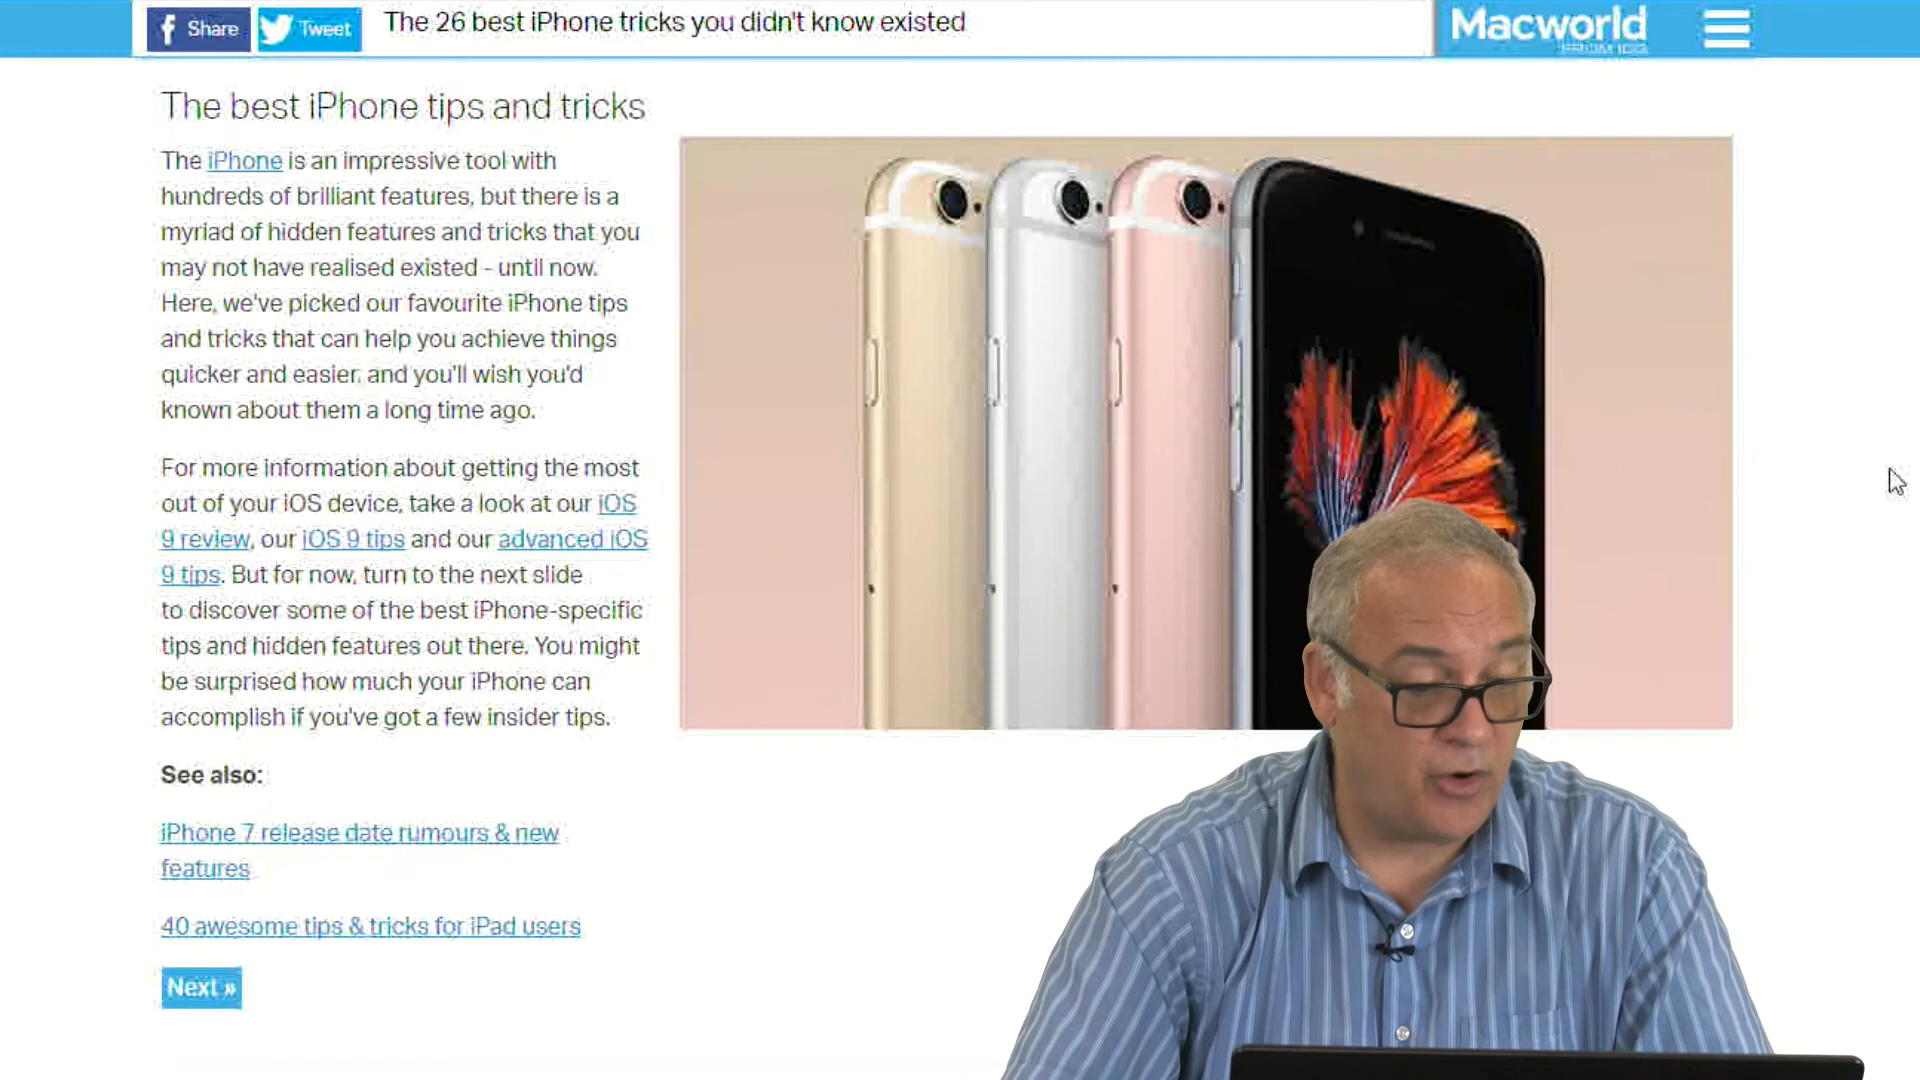 Share
Tweet
The 26 best iPhone tricks you didn't know existed
Macworld
FROM IDG
The best iPhone tips and tricks
The iPhone is an impressive tool with
hundreds of brilliant features, but there is a
myriad of hidden features and tricks that you
may not have realised existed - until now.
Here, we've picked our favourite iPhone tips
and tricks that can help you achieve things
quicker and easier, and you'll wish you'd
known about them a long time ago.
For more information about getting the most
out of your iOS device, take a look at our iOS
9 review, our iOS 9 tips and our advanced iOS
9 tips. But for now, turn to the next slide
to discover some of the best iPhone-specific
tips and hidden features out there. You might
be surprised how much your iPhone can
accomplish if you've got a few insider tips.
See also:
iPhone 7 release date rumours & new
features
40 awesome tips & tricks for iPad users
Next »